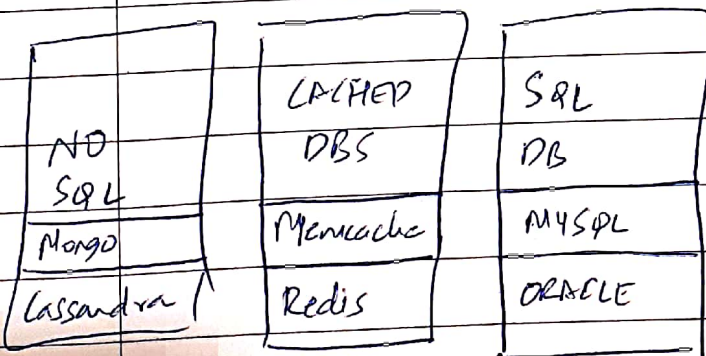 NO
SQL
Mongo
Cassandra
CACHED
DBS
Memcache
Redis
SQL
DB
MYSQL
ORACLE